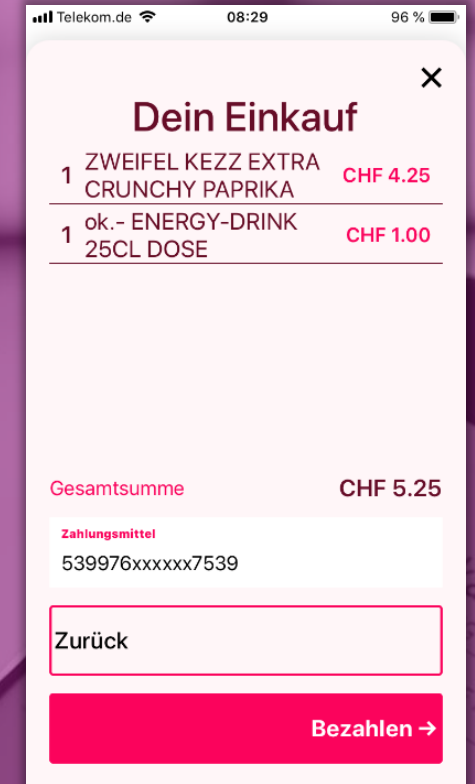 Telekom.de 08:29 96 %
Dein Einkauf
1 ZWEIFEL KEZZ EXTRA CRUNCHY PAPRIKA CHF 4.25
1 ok.- ENERGY-DRINK 25CL DOSE CHF 1.00
Gesamtsumme CHF 5.25
Zahlungsmittel
539976xxxxxx7539
Zurück
Bezahlen →